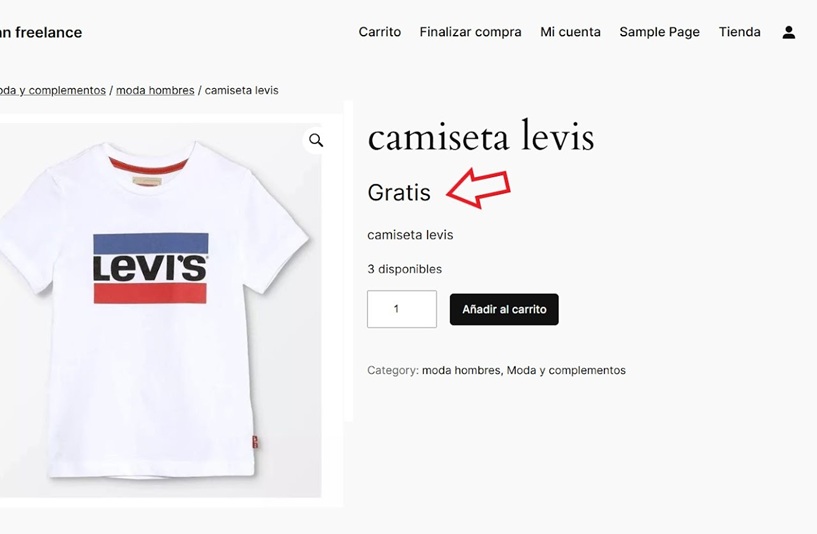 an freelance
Carrito Finalizar compra Mi cuenta Sample Page Tienda
oda y complementos / moda hombres / camiseta levis
camiseta levis
Gratis
camiseta levis
3 disponibles
1
Añadir al carrito
Category: moda hombres, Moda y complementos
LEVI'S